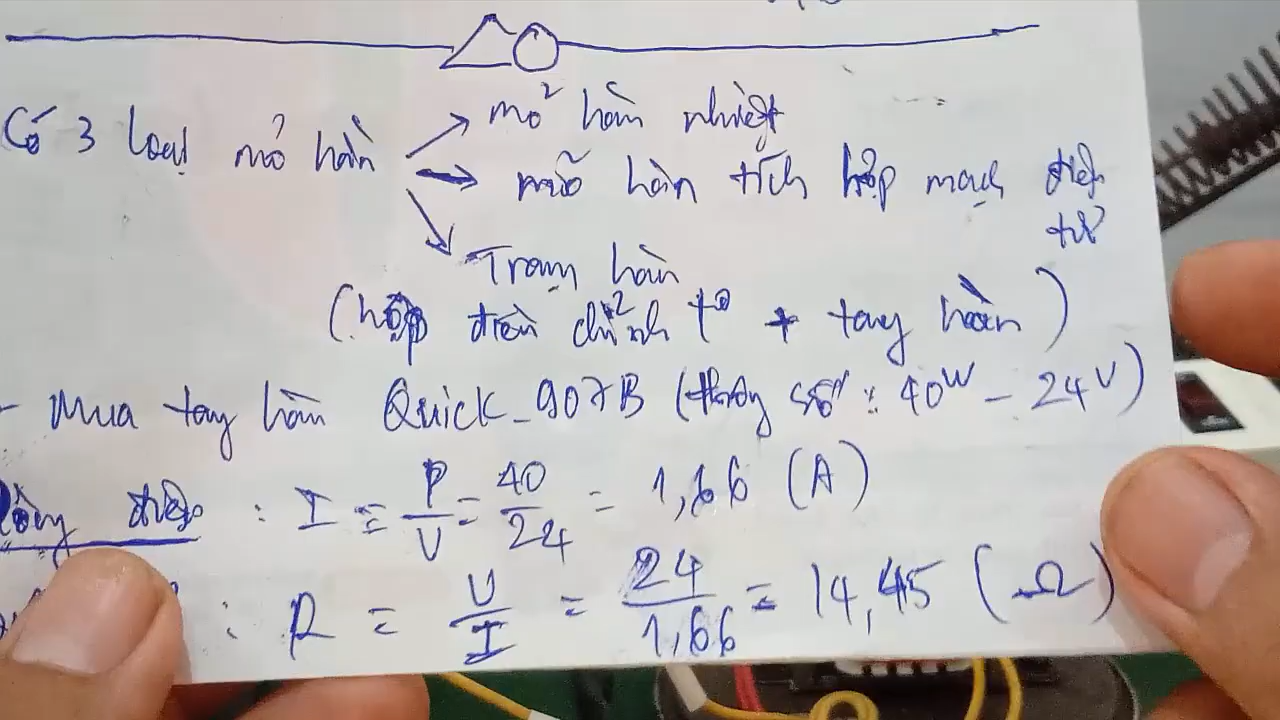 Có 3 loại mỏ hàn
mỏ hàn nhiệt
mỏ hàn tích hợp mạch điện
tử
Trạm hàn
(hộp điều chỉnh t° + tay hàn)
- Mua tay hàn Quick_907B (thông số : 40W - 24V)
Dòng điện : I = P/U = 40/24 = 1,66 (A)
: R = U/I = 24/1,66 = 14,45 (Ω)